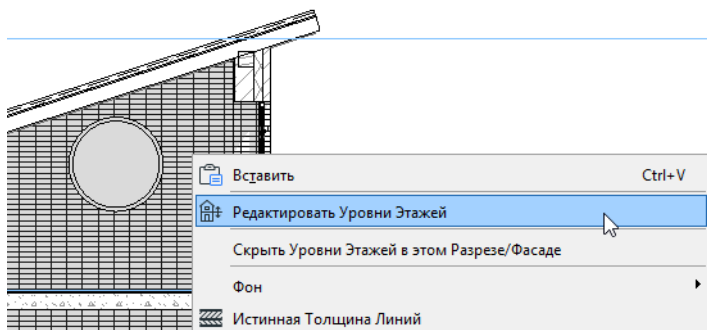 Вставить Ctrl+V
Редактировать Уровни Этажей
Скрыть Уровни Этажей в этом Разрезе/Фасаде
Фон
Истинная Толщина Линий